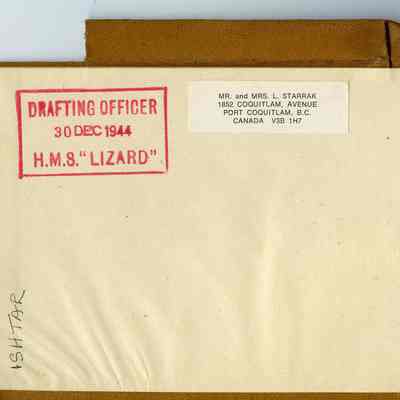 DRAFTING OFFICER
30 DEC 1944
H.M.S. "LIZARD"
MR. and MRS. L. STARRAK
1852 COQUITLAM, AVENUE
PORT COQUITLAM, B.C.
CANADA V3B 1H7
ISHTAR